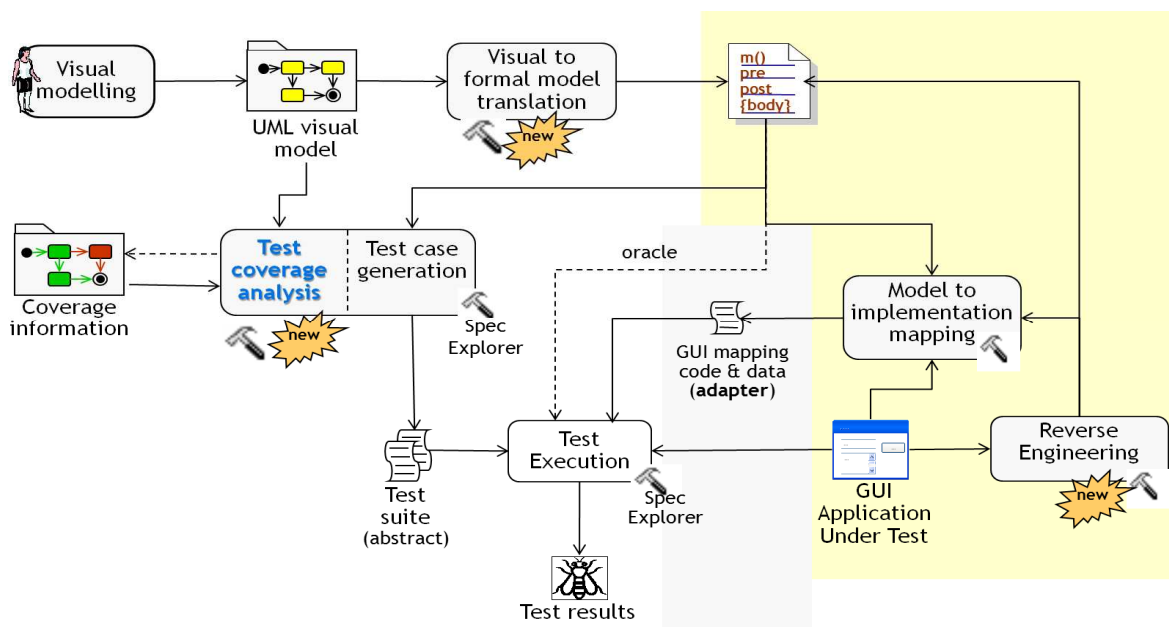 Visual
modelling
UML visual
model
Visual to
formal model
translation
new
m()
pre
post
{body}
Coverage
information
Test
coverage
analysis
new
Test case
generation
Spec
Explorer
oracle
GUI mapping
code & data
(adapter)
Model to
implementation
mapping
Test
suite
(abstract)
Test
Execution
Spec
Explorer
GUI
Application
Under Test
Reverse
Engineering
new
Test results